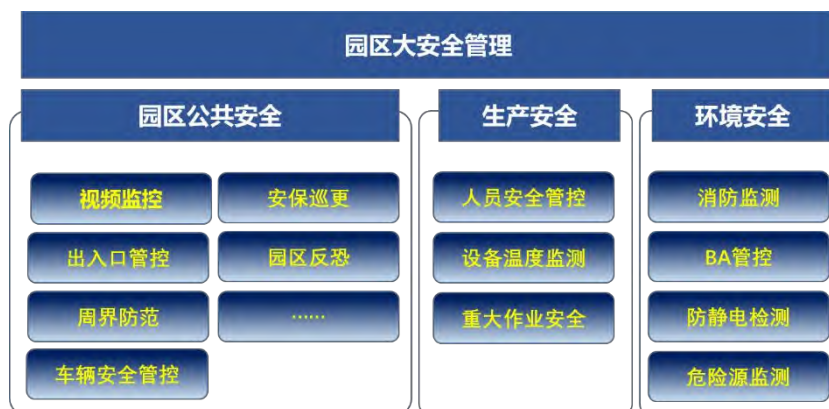 园区大安全管理
园区公共安全
视频监控
安保巡更
出入口管控
园区反恐
周界防范
……
车辆安全管控
生产安全
人员安全管控
设备温度监测
重大作业安全
环境安全
消防监测
BA管控
防静电检测
危险源监测